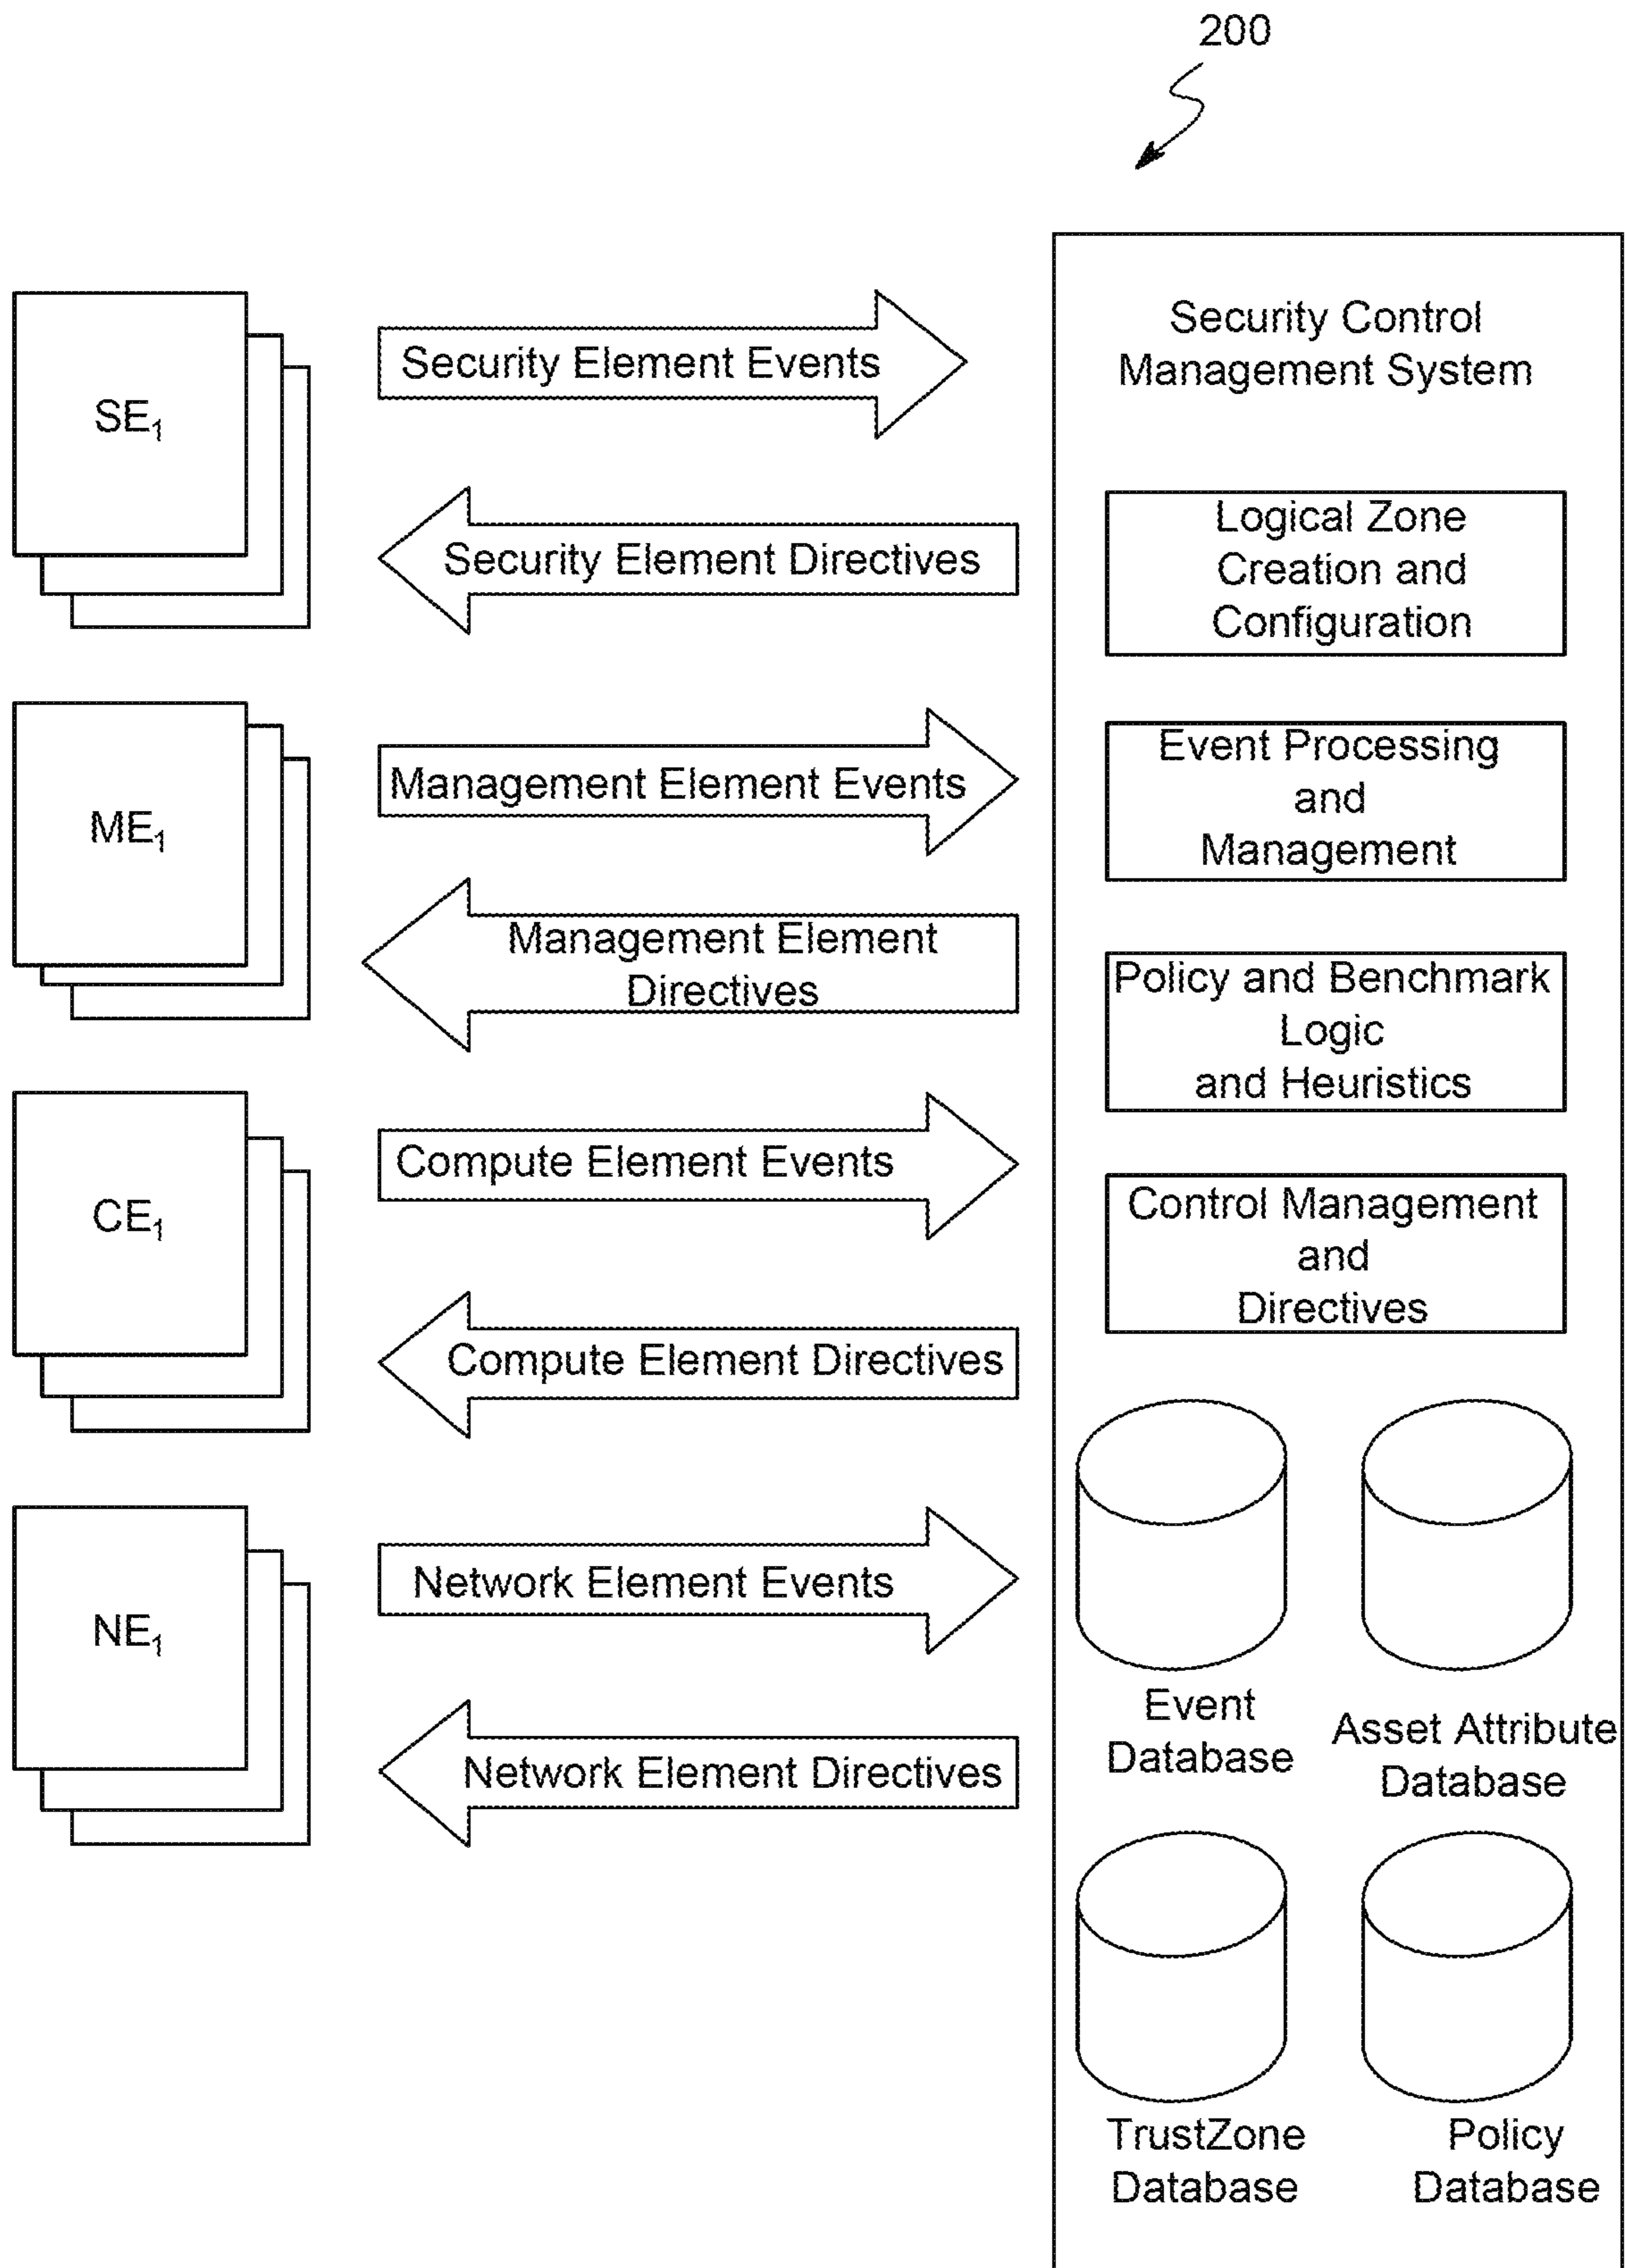 200
SE₁
Security Element Events
Security Element Directives
ME₁
Management Element Events
Management Element
Directives
CE₁
Compute Element Events
Compute Element Directives
NE₁
Network Element Events
Network Element Directives
Security Control
Management System
Logical Zone
Creation and
Configuration
Event Processing
and
Management
Policy and Benchmark
Logic
and Heuristics
Control Management
and
Directives
Event
Database
Asset Attribute
Database
TrustZone
Database
Policy
Database